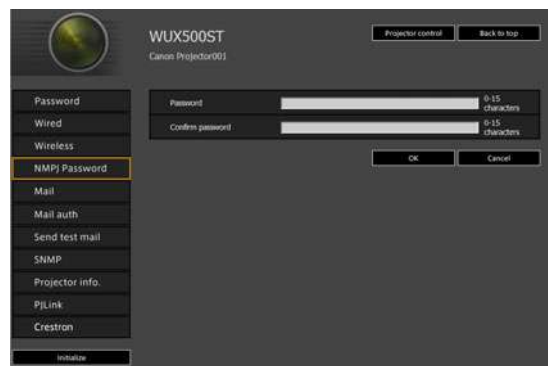 WUX500ST
Projector control
Back to top
Canon Projector001
Password
Wired
Wireless
NMPJ Password
Mail
Mail auth
Send test mail
SNMP
Projector info.
PJLink
Crestron
Initialize
Password
0-15
characters
Confirm password
0-15
characters
OK
Cancel